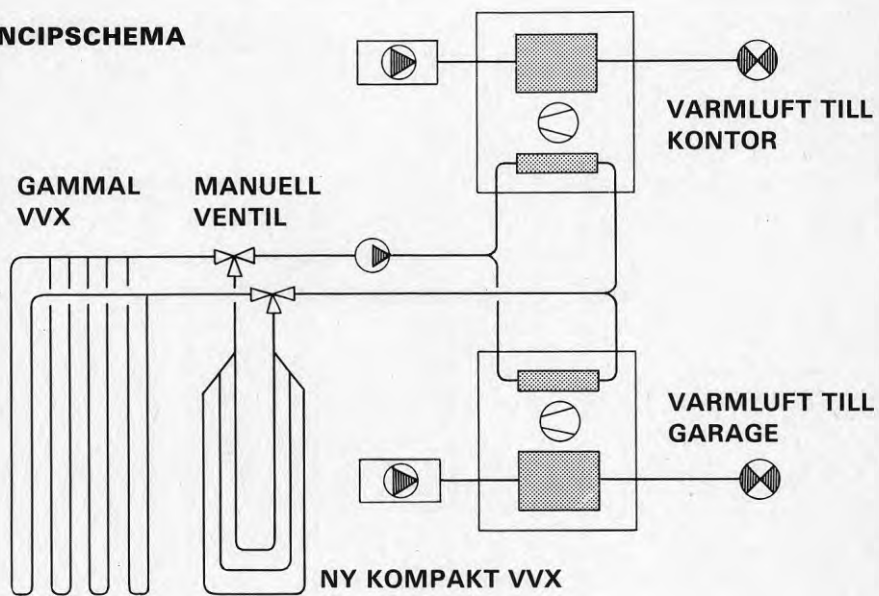 NCIPSCHEMA
VARMLUFT TILL
KONTOR
GAMMAL
VVX
MANUELL
VENTIL
VARMLUFT TILL
GARAGE
NY KOMPAKT VVX